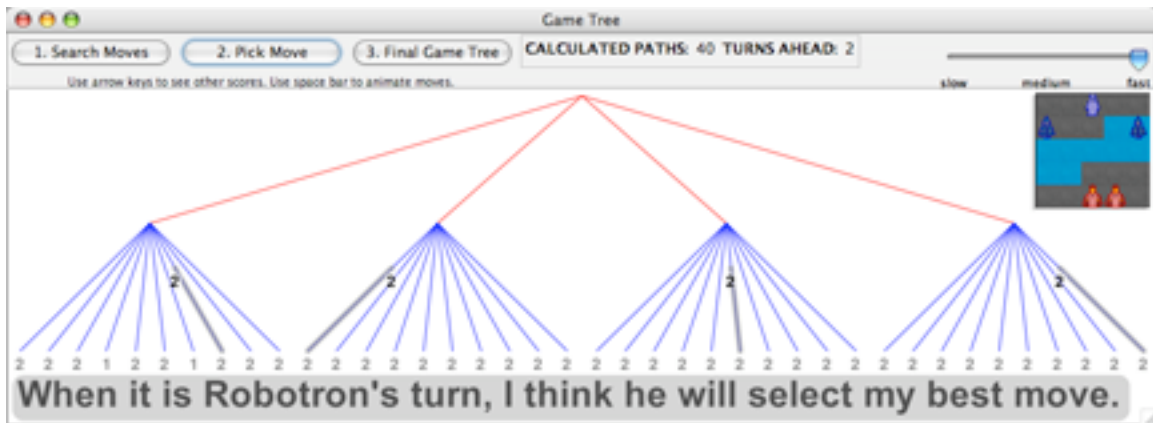 Game Tree
1. Search Moves 2. Pick Move 3. Final Game Tree CALCULATED PATHS: 40 TURNS AHEAD: 2
Use arrow keys to see other scores. Use space bar to animate moves. slow medium fast
2 2 2 2
2 2 2 1 2 2 1 2 2 2 2 2 2 2 2 2 2 2 2 2 2 2 2 2 2 2 2 2 2 2 2 2 2 2 2 2 2 2 2 2
When it is Robotron's turn, I think he will select my best move.